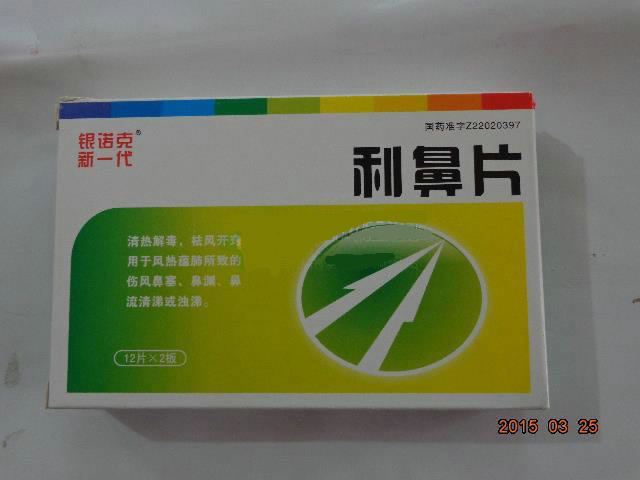 银诺克®
新一代
国药准字Z22020397
利鼻片
清热解毒，祛风开窍
用于风热蕴肺所致的
伤风鼻塞、鼻渊、鼻
流清涕或浊涕。
12片×2板
2015 03 25